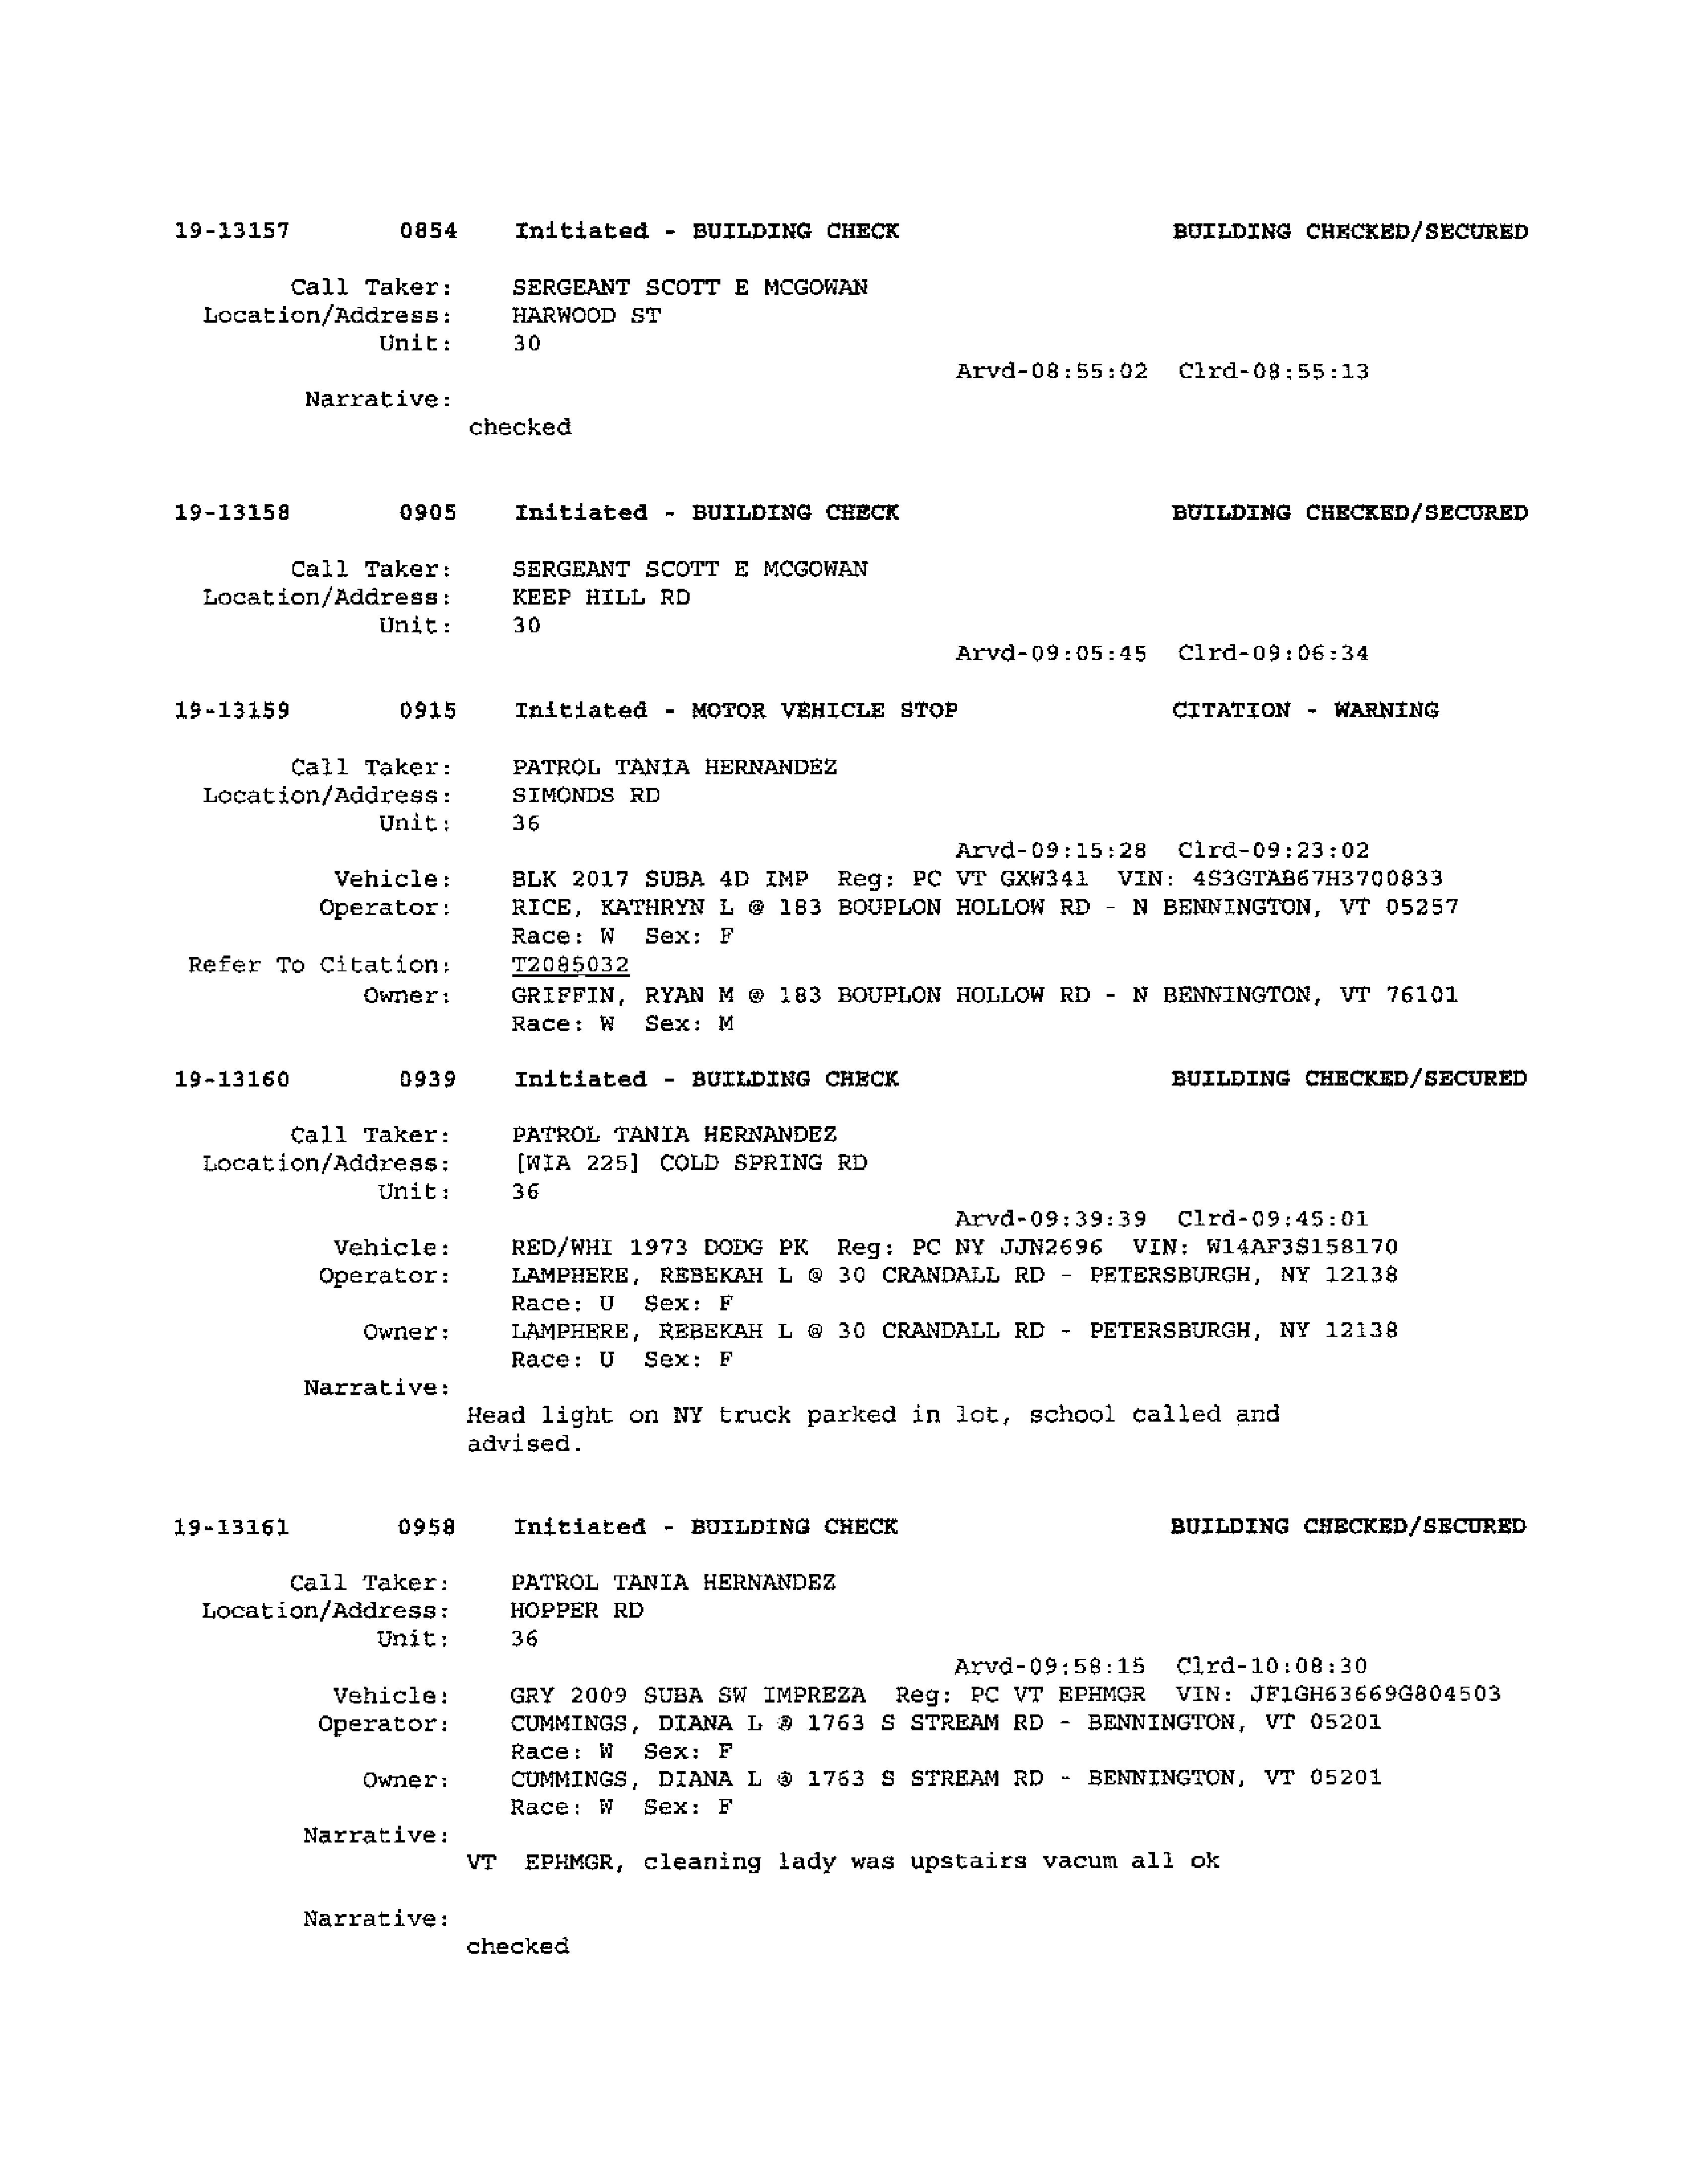 19-13157 0854 Initiated - BUILDING CHECK BUILDING CHECKED/SECURED
Call Taker: SERGEANT SCOTT E MCGOWAN
Location/Address: HARWOOD ST
Unit: 30
Arvd-08:55:02 Clrd-08:55:13
Narrative:
checked
19-13158 0905 Initiated - BUILDING CHECK BUILDING CHECKED/SECURED
Call Taker: SERGEANT SCOTT E MCGOWAN
Location/Address: KEEP HILL RD
Unit: 30
Arvd-09:05:45 Clrd-09:06:34
19-13159 0915 Initiated - MOTOR VEHICLE STOP CITATION - WARNING
Call Taker: PATROL TANIA HERNANDEZ
Location/Address: SIMONDS RD
Unit: 36
Arvd-09:15:28 Clrd-09:23:02
Vehicle: BLK 2017 SUBA 4D IMP Reg: PC VT GXW341 VIN: 4S3GTAB67H3700833
Operator: RICE, KATHRYN L @ 183 BOUPLON HOLLOW RD - N BENNINGTON, VT 05257
Race: W Sex: F
Refer To Citation: T2085032
Owner: GRIFFIN, RYAN M @ 183 BOUPLON HOLLOW RD - N BENNINGTON, VT 76101
Race: W Sex: M
19-13160 0939 Initiated - BUILDING CHECK BUILDING CHECKED/SECURED
Call Taker: PATROL TANIA HERNANDEZ
Location/Address: [WIA 225] COLD SPRING RD
Unit: 36
Arvd-09:39:39 Clrd-09:45:01
Vehicle: RED/WHI 1973 DODG PK Reg: PC NY JJN2696 VIN: W14AF3S158170
Operator: LAMPHERE, REBEKAH L @ 30 CRANDALL RD - PETERSBURGH, NY 12138
Race: U Sex: F
Owner: LAMPHERE, REBEKAH L @ 30 CRANDALL RD - PETERSBURGH, NY 12138
Race: U Sex: F
Narrative:
Head light on NY truck parked in lot, school called and
advised.
19-13161 0958 Initiated - BUILDING CHECK BUILDING CHECKED/SECURED
Call Taker: PATROL TANIA HERNANDEZ
Location/Address: HOPPER RD
Unit: 36
Arvd-09:58:15 Clrd-10:08:30
Vehicle: GRY 2009 SUBA SW IMPREZA Reg: PC VT EPHMGR VIN: JF1GH63669G804503
Operator: CUMMINGS, DIANA L @ 1763 S STREAM RD - BENNINGTON, VT 05201
Race: W Sex: F
Owner: CUMMINGS, DIANA L @ 1763 S STREAM RD - BENNINGTON, VT 05201
Race: W Sex: F
Narrative:
VT EPHMGR, cleaning lady was upstairs vacum all ok
Narrative:
checked